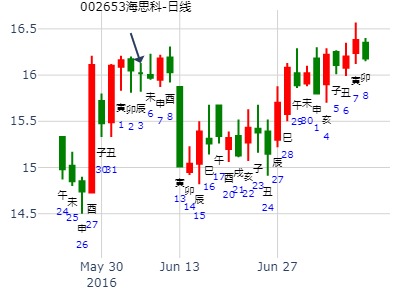 002653海思科-日线
16.5
16
15.5
15
14.5
午
24
未
25
申
26
酉
27
子
30
丑
31
寅
1
卯
2
辰
3
未
6
申
7
酉
8
寅
13
卯
14
辰
15
巳
16
午
17
酉
20
戌
21
亥
22
子
23
丑
24
辰
27
巳
28
午
29
未
30
申
1
亥
4
子
5
丑
6
寅
7
卯
8
May 30
2016
Jun 13
Jun 27